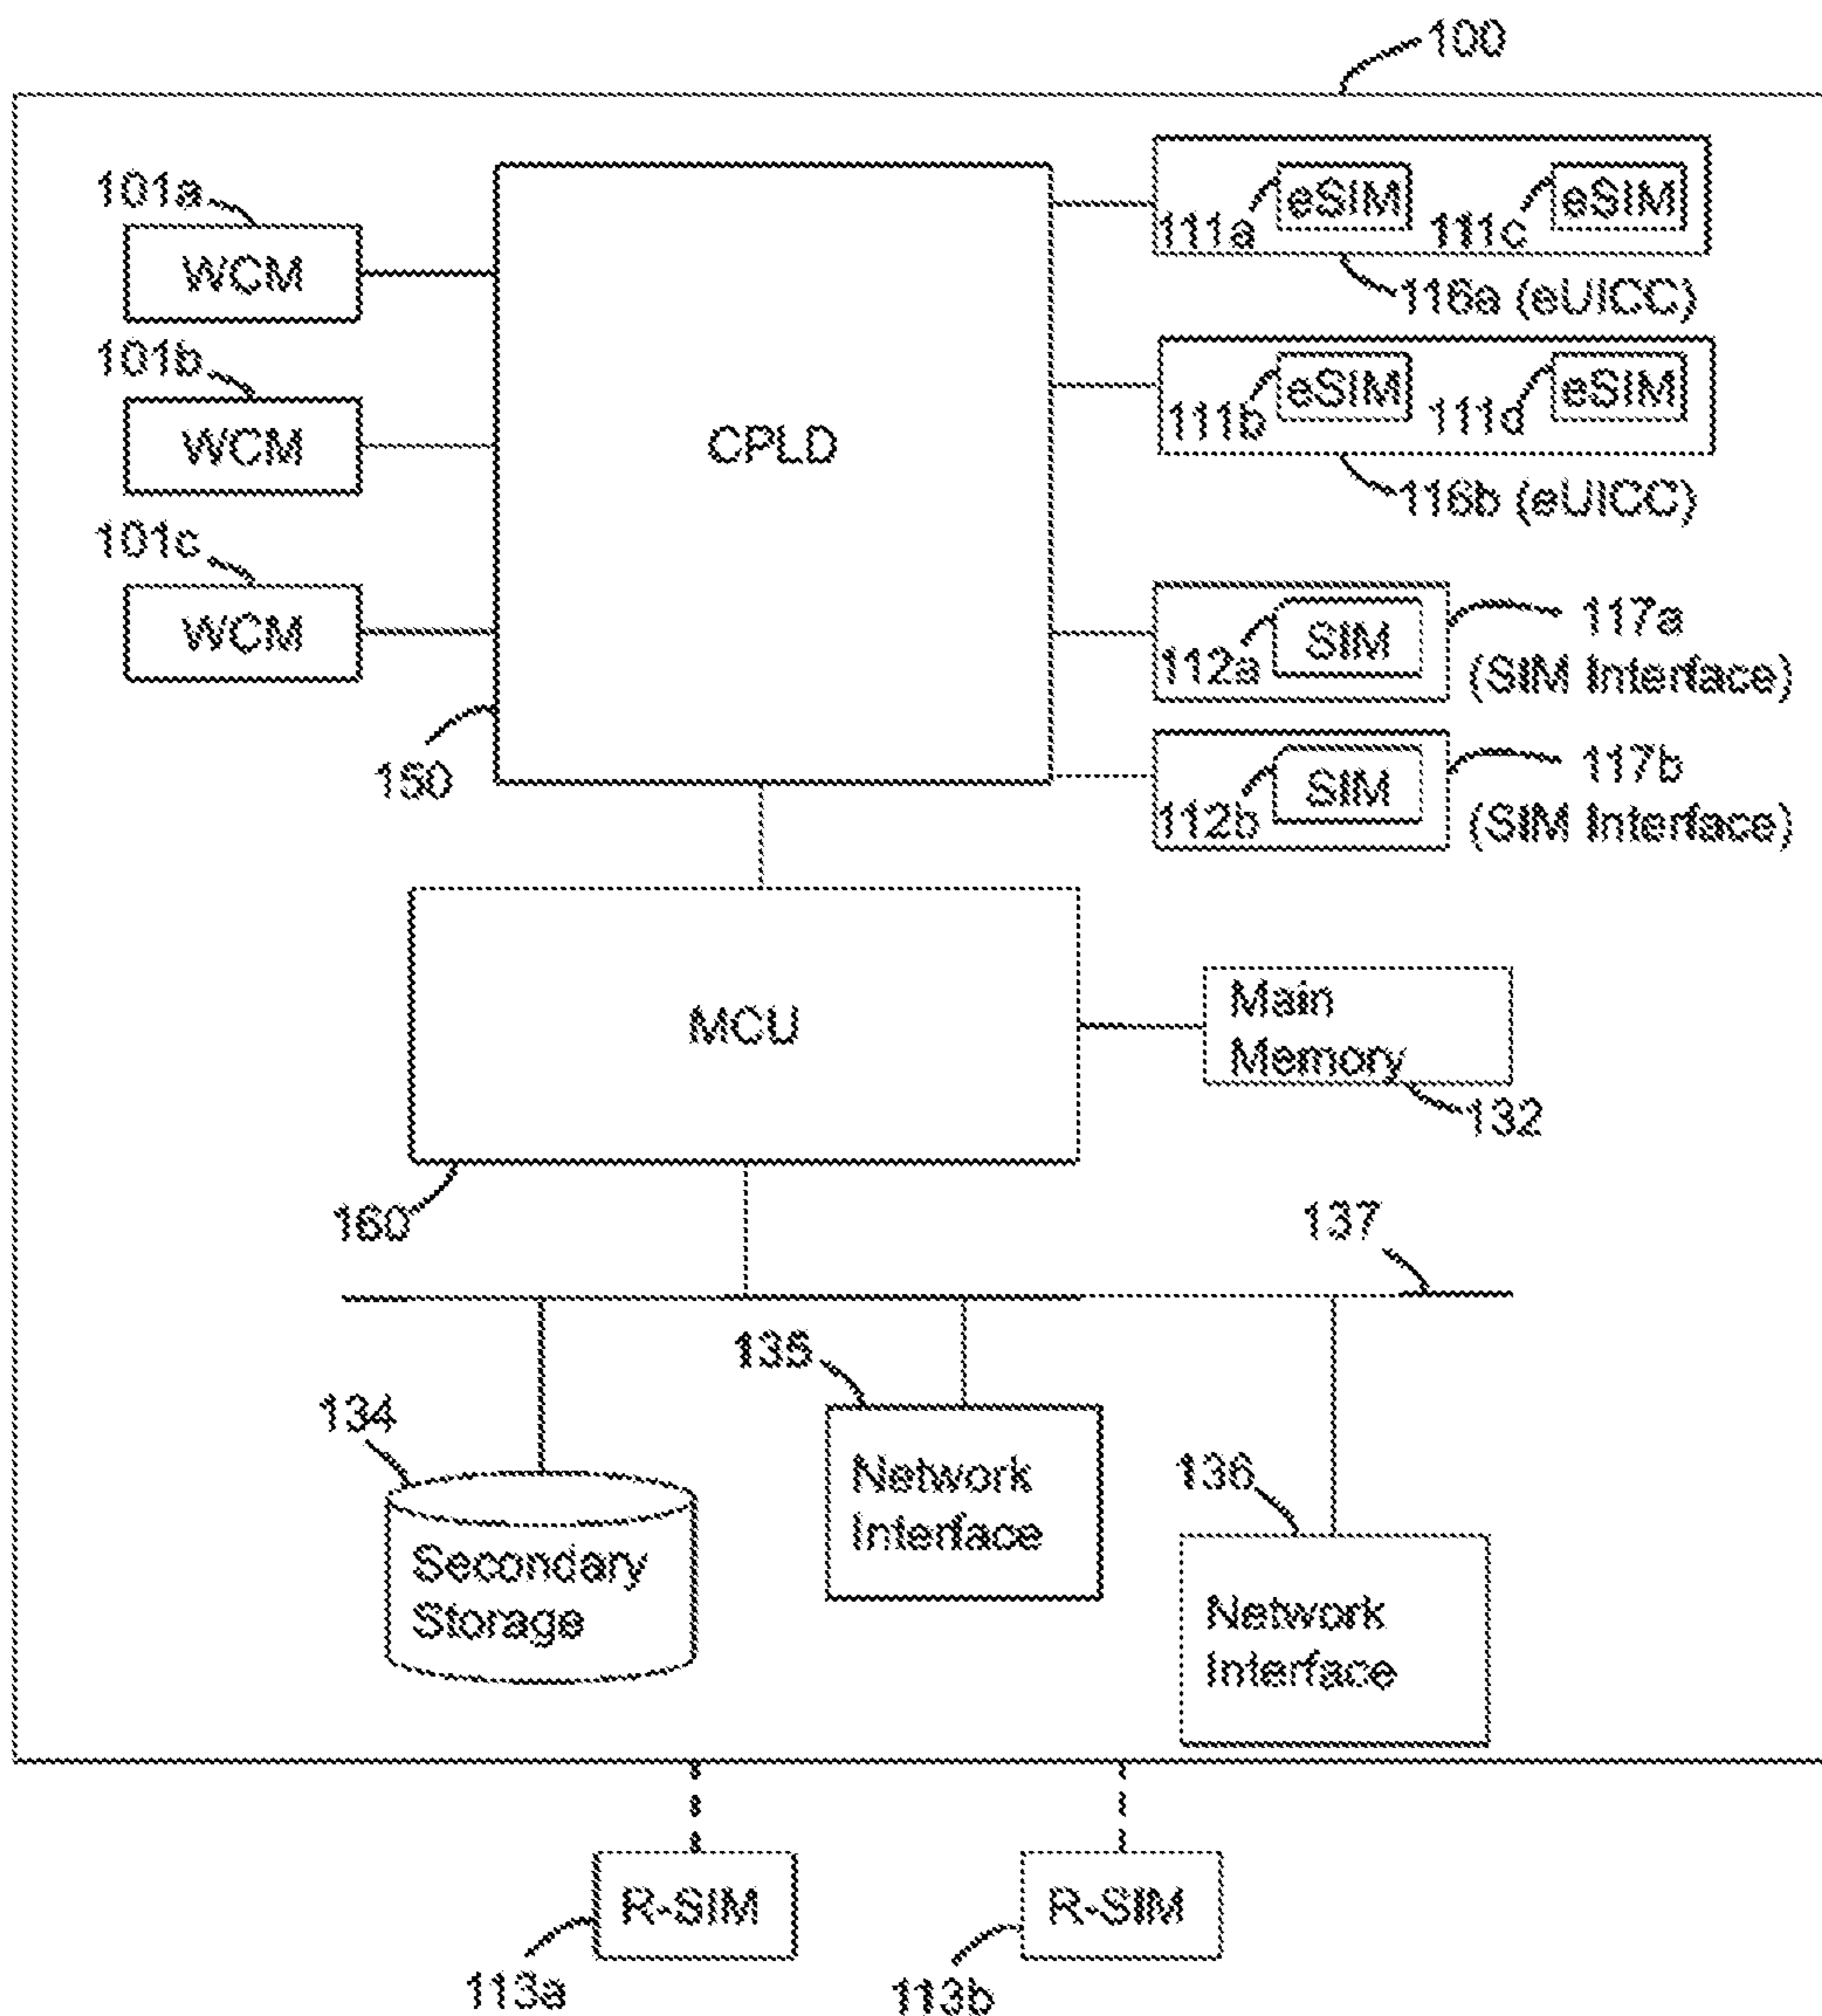 100
101a
WCM
101b
WCM
101c
WCM
CPLD
150
111a
eSIM
111c
eSIM
116a (eUICC)
111b
eSIM
111d
eSIM
116b (eUICC)
112a
SIM
117a
(SIM Interface)
112b
SIM
117b
(SIM Interface)
MCU
160
Main
Memory
132
137
134
Secondary
Storage
135
Network
Interface
136
Network
Interface
R-SIM
113a
R-SIM
113b